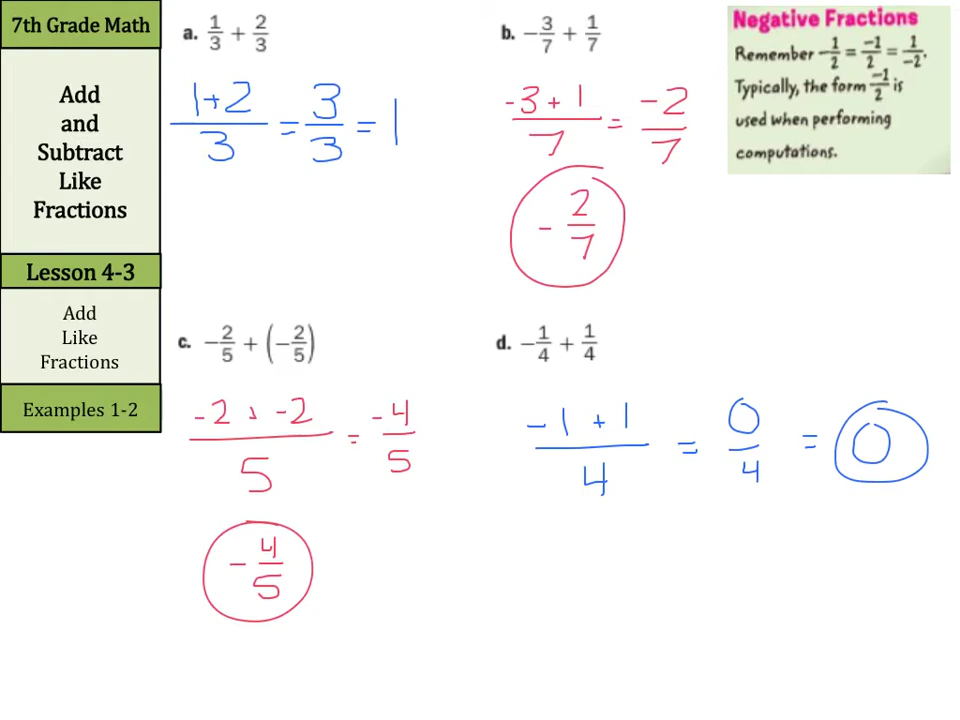 7th Grade Math
Add
and
Subtract
Like
Fractions
Lesson 4-3
Add
Like
Fractions
Examples 1-2
a. 1/3 + 2/3
1+2/3 = 3/3 = 1
b. -3/7 + 1/7
-3+1/7 = -2/7
-2/7
Negative Fractions
Remember -1/2 = -1/2 = 1/-2.
Typically, the form -1/2 is
used when performing
computations.
c. -2/5 + (-2/5)
-2 + -2/5 = -4/5
-4/5
d. -1/4 + 1/4
-1+1/4 = 0/4 = 0